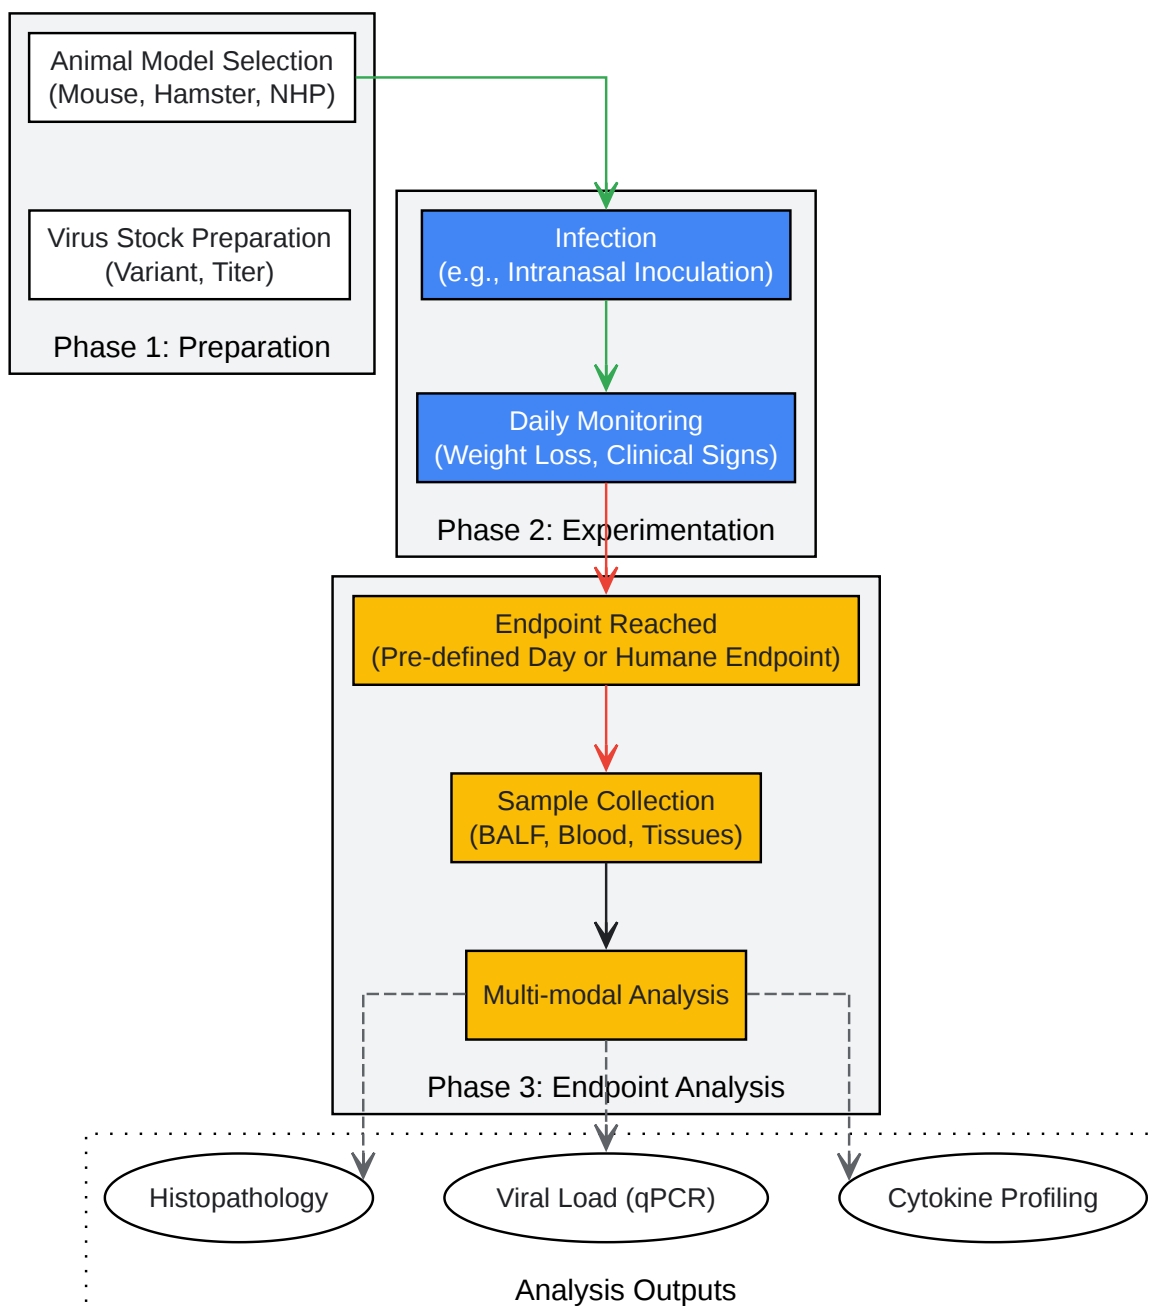 Animal Model Selection
(Mouse, Hamster, NHP)
Virus Stock Preparation
(Variant, Titer)
Phase 1: Preparation
Infection
(e.g., Intranasal Inoculation)
Daily Monitoring
(Weight Loss, Clinical Signs)
Phase 2: Experimentation
Endpoint Reached
(Pre-defined Day or Humane Endpoint)
Sample Collection
(BALF, Blood, Tissues)
Multi-modal Analysis
Phase 3: Endpoint Analysis
Histopathology
Viral Load (qPCR)
Cytokine Profiling
Analysis Outputs